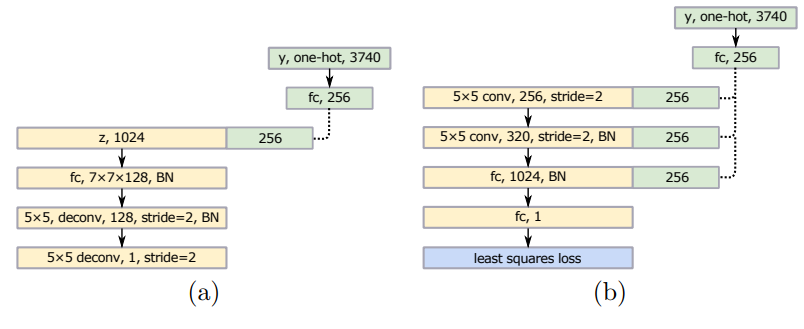 y, one-hot, 3740
fc, 256
z, 1024
256
fc, 7×7×128, BN
5×5, deconv, 128, stride=2, BN
5×5 deconv, 1, stride=2
(a)
y, one-hot, 3740
fc, 256
5×5 conv, 256, stride=2
256
5×5 conv, 320, stride=2, BN
256
fc, 1024, BN
256
fc, 1
least squares loss
(b)